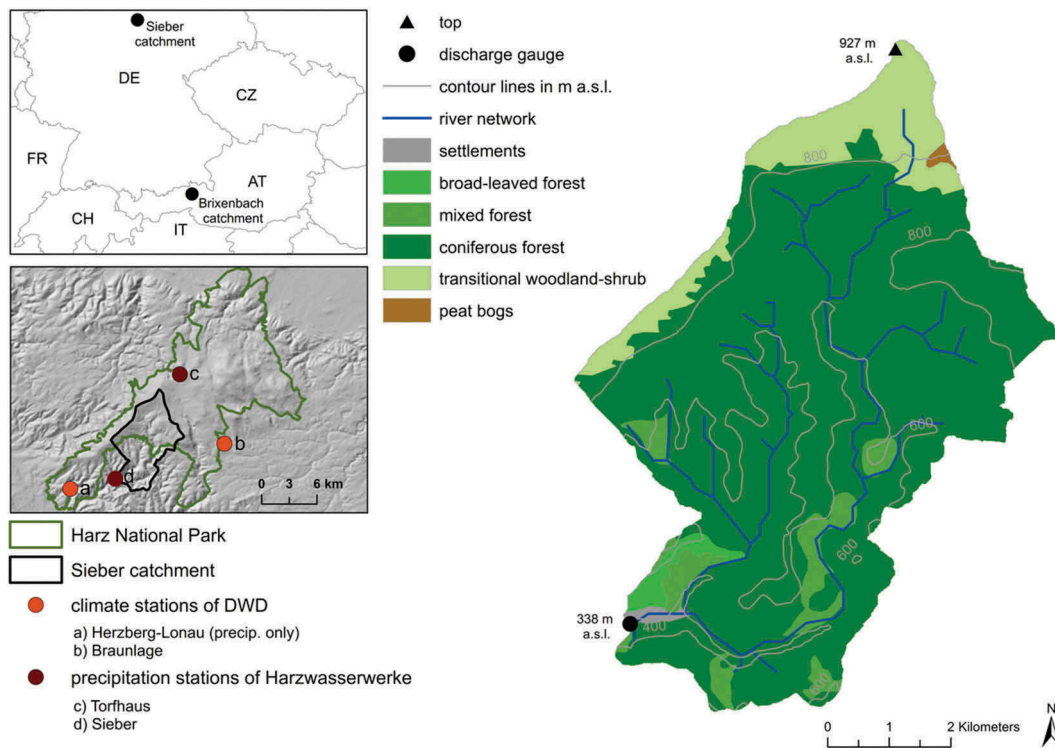 Sieber
catchment
DE
CZ
FR
AT
Brixenbach
catchment
CH
IT
c
b
a
d
0 3 6 km
Harz National Park
Sieber catchment
climate stations of DWD
a) Herzberg-Lonau (precip. only)
b) Braunlage
precipitation stations of Harzwasserwerke
c) Torfhaus
d) Sieber
top
discharge gauge
contour lines in m a.s.l.
river network
settlements
broad-leaved forest
mixed forest
coniferous forest
transitional woodland-shrub
peat bogs
927 m
a.s.l.
800
800
600
600
338 m
a.s.l.
400
600
0 1 2 Kilometers
N